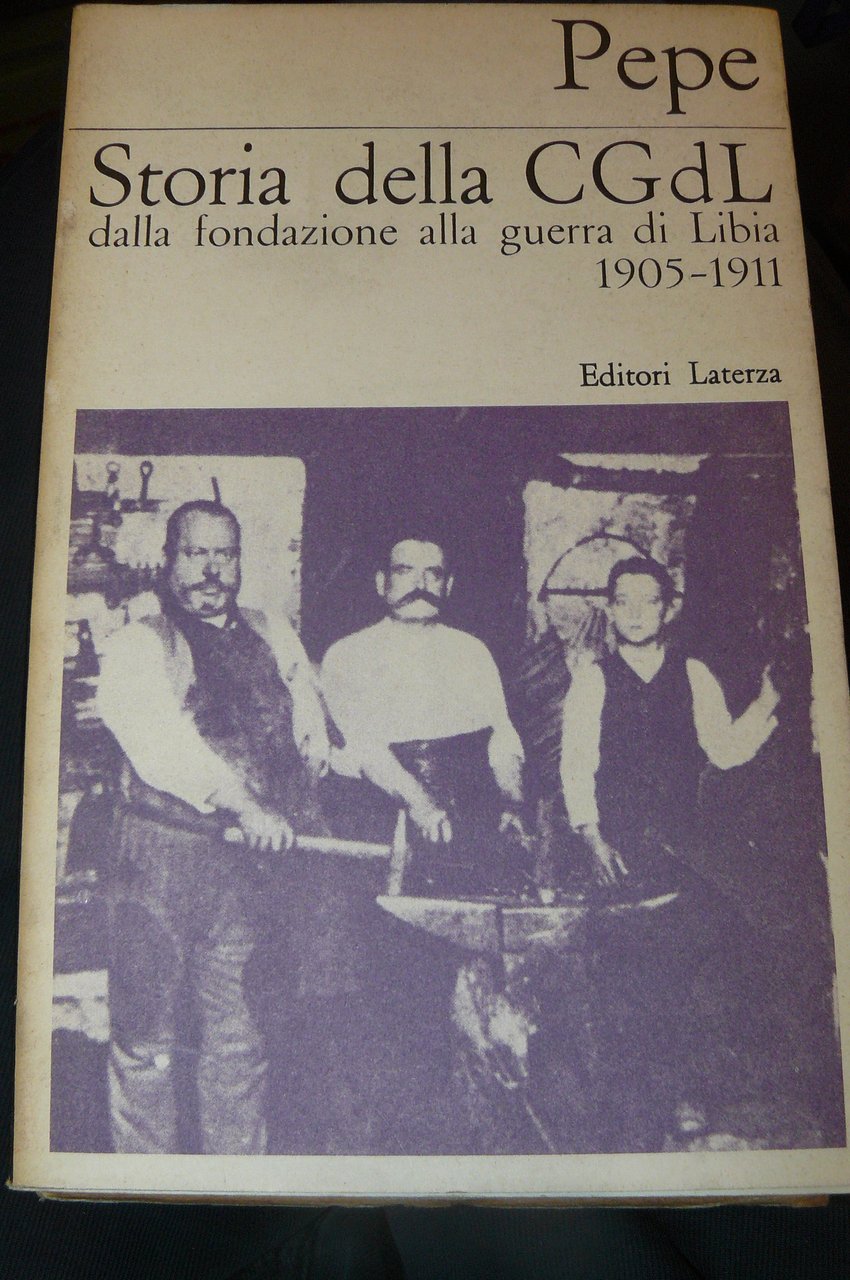 Pepe
Storia della CGdL
dalla fondazione alla guerra di Libia
1905-1911
Editori Laterza